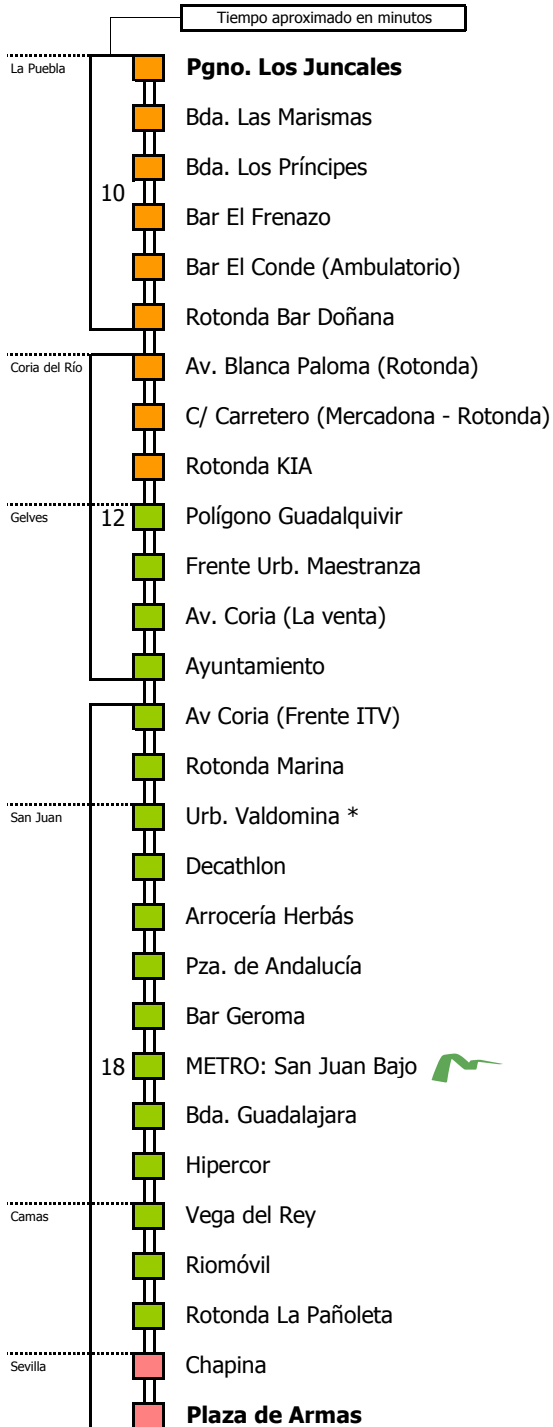 Tiempo aproximado en minutos
La Puebla
Pgno. Los Juncales
Bda. Las Marismas
Bda. Los Príncipes
10
Bar El Frenazo
Bar El Conde (Ambulatorio)
Rotonda Bar Doñana
Coria del Río
Av. Blanca Paloma (Rotonda)
C/ Carretero (Mercadona - Rotonda)
Rotonda KIA
Gelves
12
Polígono Guadalquivir
Frente Urb. Maestranza
Av. Coria (La venta)
Ayuntamiento
Av Coria (Frente ITV)
Rotonda Marina
San Juan
Urb. Valdomina *
Decathlon
Arrocería Herbás
Pza. de Andalucía
Bar Geroma
18
METRO: San Juan Bajo
Bda. Guadalajara
Hipercor
Camas
Vega del Rey
Riomóvil
Rotonda La Pañoleta
Sevilla
Chapina
Plaza de Armas